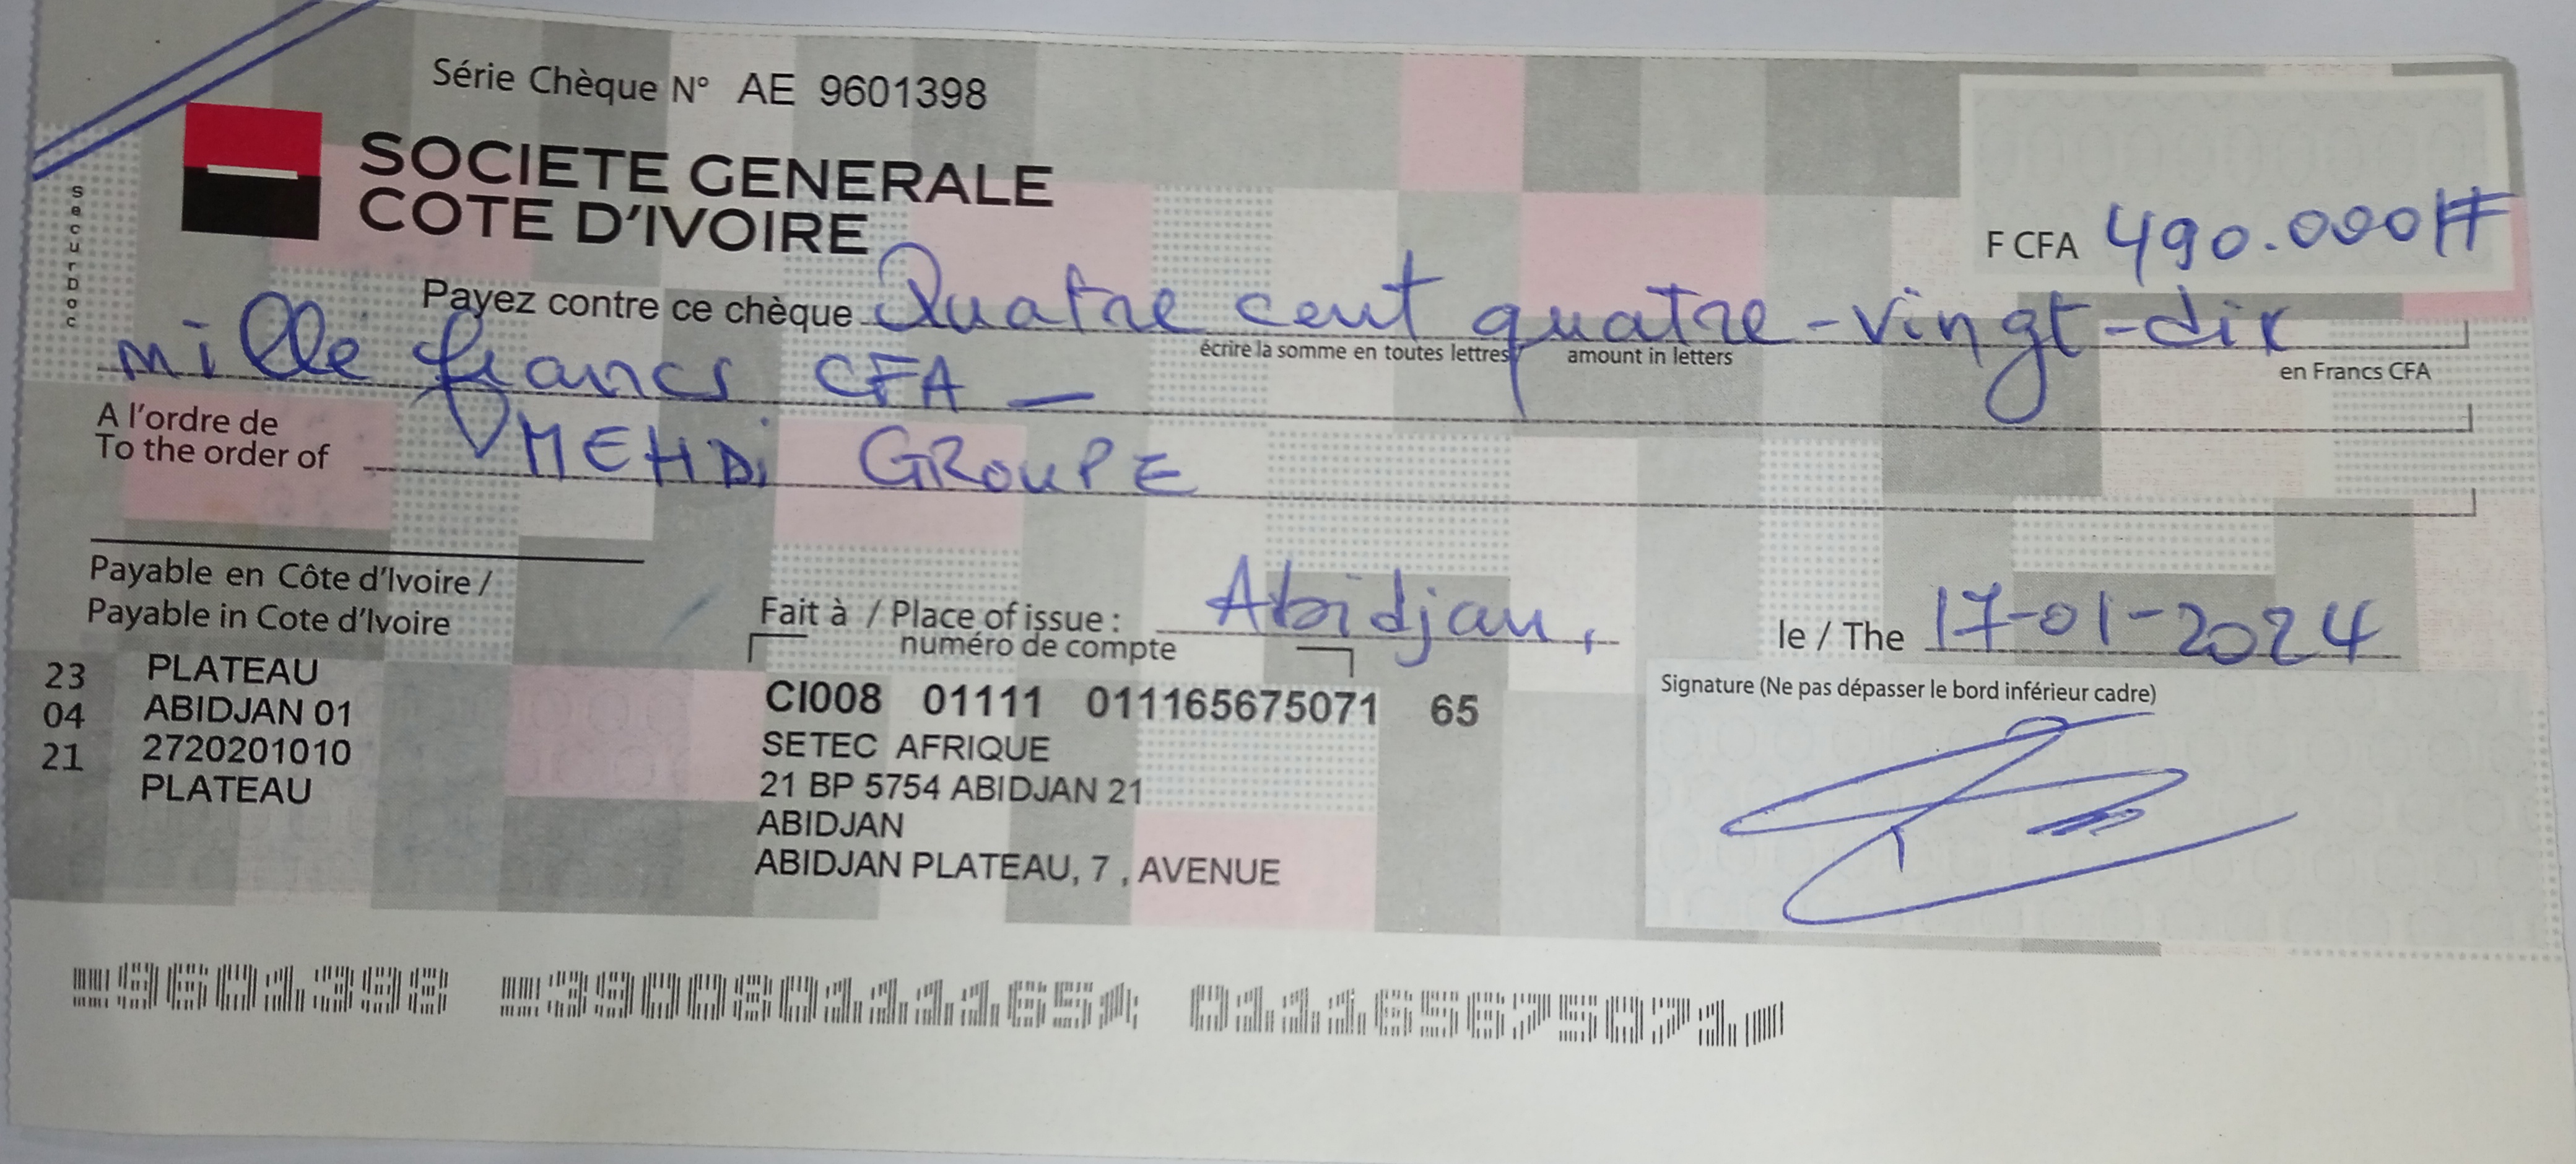 Série Chèque N° AE 9601398
SOCIETE GENERALE
COTE D'IVOIRE
SecurDoc
F CFA 490.000 F
Payez contre ce chèque Quatre cent quatre-vingt-dix
écrire la somme en toutes lettres / amount in letters
mille francs CFA —
en Francs CFA
A l'ordre de
To the order of MEHDi GROUPE
Payable en Côte d'Ivoire /
Payable in Cote d'Ivoire
Fait à / Place of issue : Abidjan, le / The 17-01-2024
numéro de compte
23 PLATEAU
04 ABIDJAN 01
21 2720201010
PLATEAU
CI008 01111 011165675071 65
SETEC AFRIQUE
21 BP 5754 ABIDJAN 21
ABIDJAN
ABIDJAN PLATEAU, 7 , AVENUE
Signature (Ne pas dépasser le bord inférieur cadre)
9601398 390080111165 011165675071